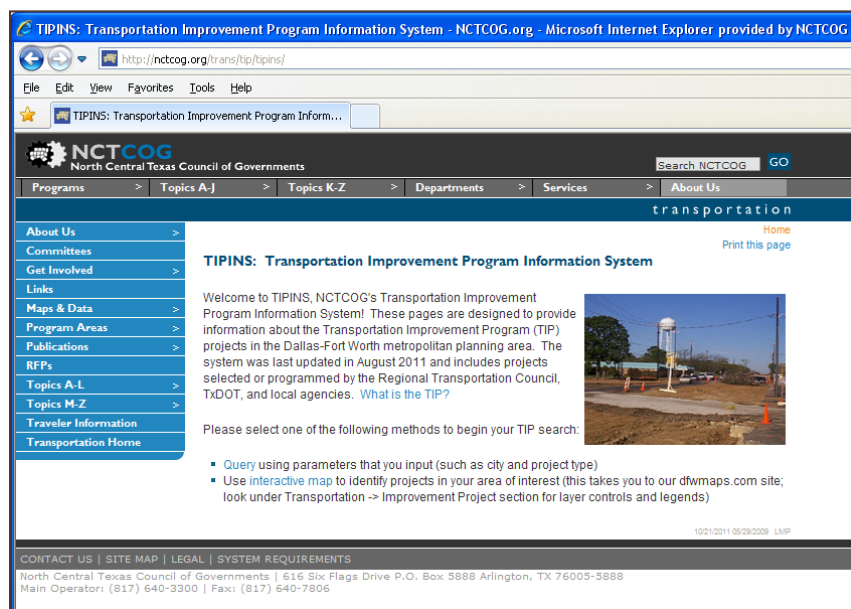 TIPINS: Transportation Improvement Program Information System - NCTCOG.org - Microsoft Internet Explorer provided by NCTCOG
http://nctcog.org/trans/tip/tipins/
File Edit View Favorites Tools Help
TIPINS: Transportation Improvement Program Inform...
NCTCOG
North Central Texas Council of Governments
Search NCTCOG GO
Programs > Topics A-J > Topics K-Z > Departments > Services > About Us
transportation
Home
Print this page
About Us >
Committees
Get Involved >
Links
Maps & Data >
Program Areas >
Publications >
RFPs
Topics A-L >
Topics M-Z >
Traveler Information
Transportation Home
TIPINS: Transportation Improvement Program Information System
Welcome to TIPINS, NCTCOG's Transportation Improvement
Program Information System! These pages are designed to provide
information about the Transportation Improvement Program (TIP)
projects in the Dallas-Fort Worth metropolitan planning area. The
system was last updated in August 2011 and includes projects
selected or programmed by the Regional Transportation Council,
TxDOT, and local agencies. What is the TIP?
Please select one of the following methods to begin your TIP search:
▪ Query using parameters that you input (such as city and project type)
▪ Use interactive map to identify projects in your area of interest (this takes you to our dfwmaps.com site;
look under Transportation -> Improvement Project section for layer controls and legends)
10/21/2011 05/29/2009 LMP
CONTACT US | SITE MAP | LEGAL | SYSTEM REQUIREMENTS
North Central Texas Council of Governments | 616 Six Flags Drive P.O. Box 5888 Arlington, TX 76005-5888
Main Operator: (817) 640-3300 | Fax: (817) 640-7806